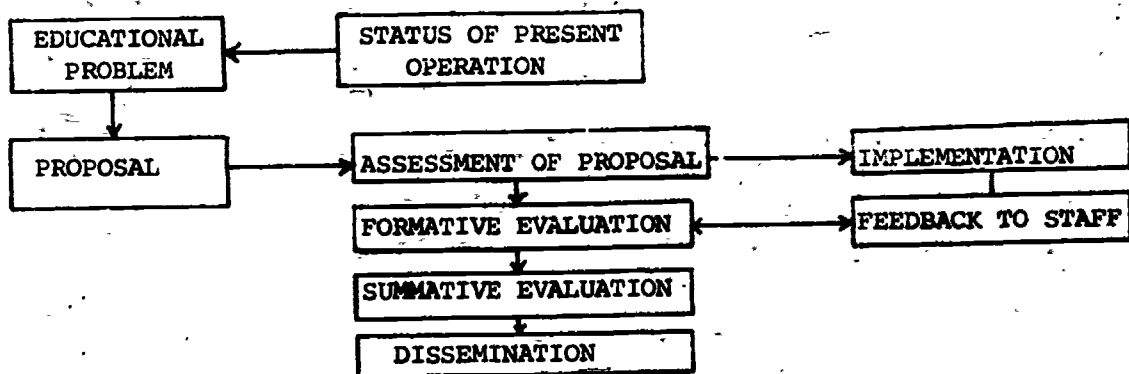 EDUCATIONAL
PROBLEM
STATUS OF PRESENT
OPERATION
PROPOSAL
ASSESSMENT OF PROPOSAL
IMPLEMENTATION
FORMATIVE EVALUATION
FEEDBACK TO STAFF
SUMMATIVE EVALUATION
DISSEMINATION